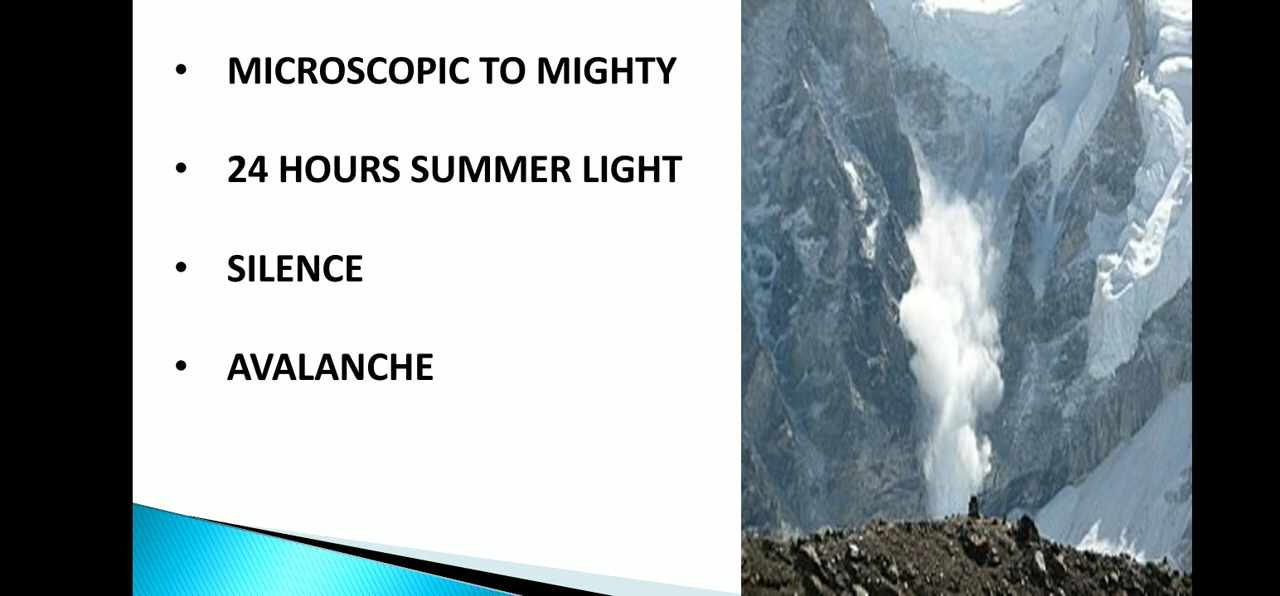 • MICROSCOPIC TO MIGHTY
• 24 HOURS SUMMER LIGHT
• SILENCE
• AVALANCHE